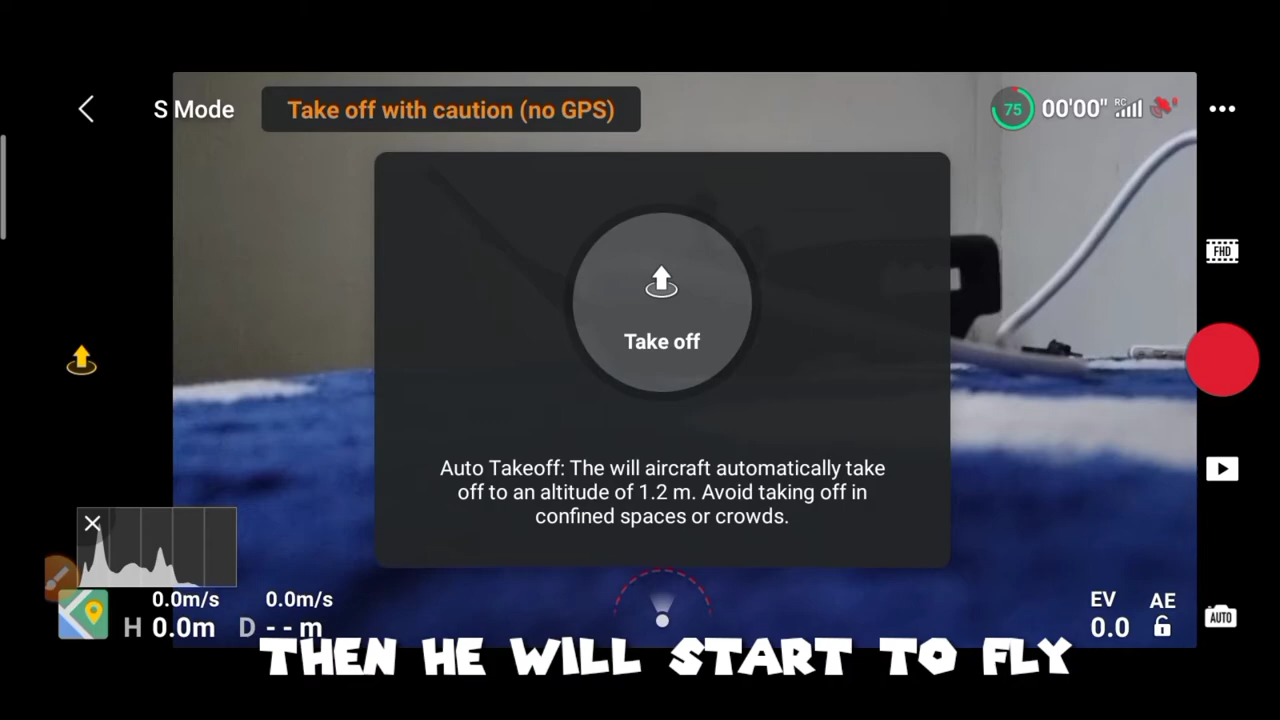 S Mode
Take off with caution (no GPS)
75
00'00"
RC
FHD
Take off
Auto Takeoff: The will aircraft automatically take
off to an altitude of 1.2 m. Avoid taking off in
confined spaces or crowds.
0.0m/s 0.0m/s
H 0.0m D - - m
EV AE
0.0
AUTO
THEN HE WILL START TO FLY